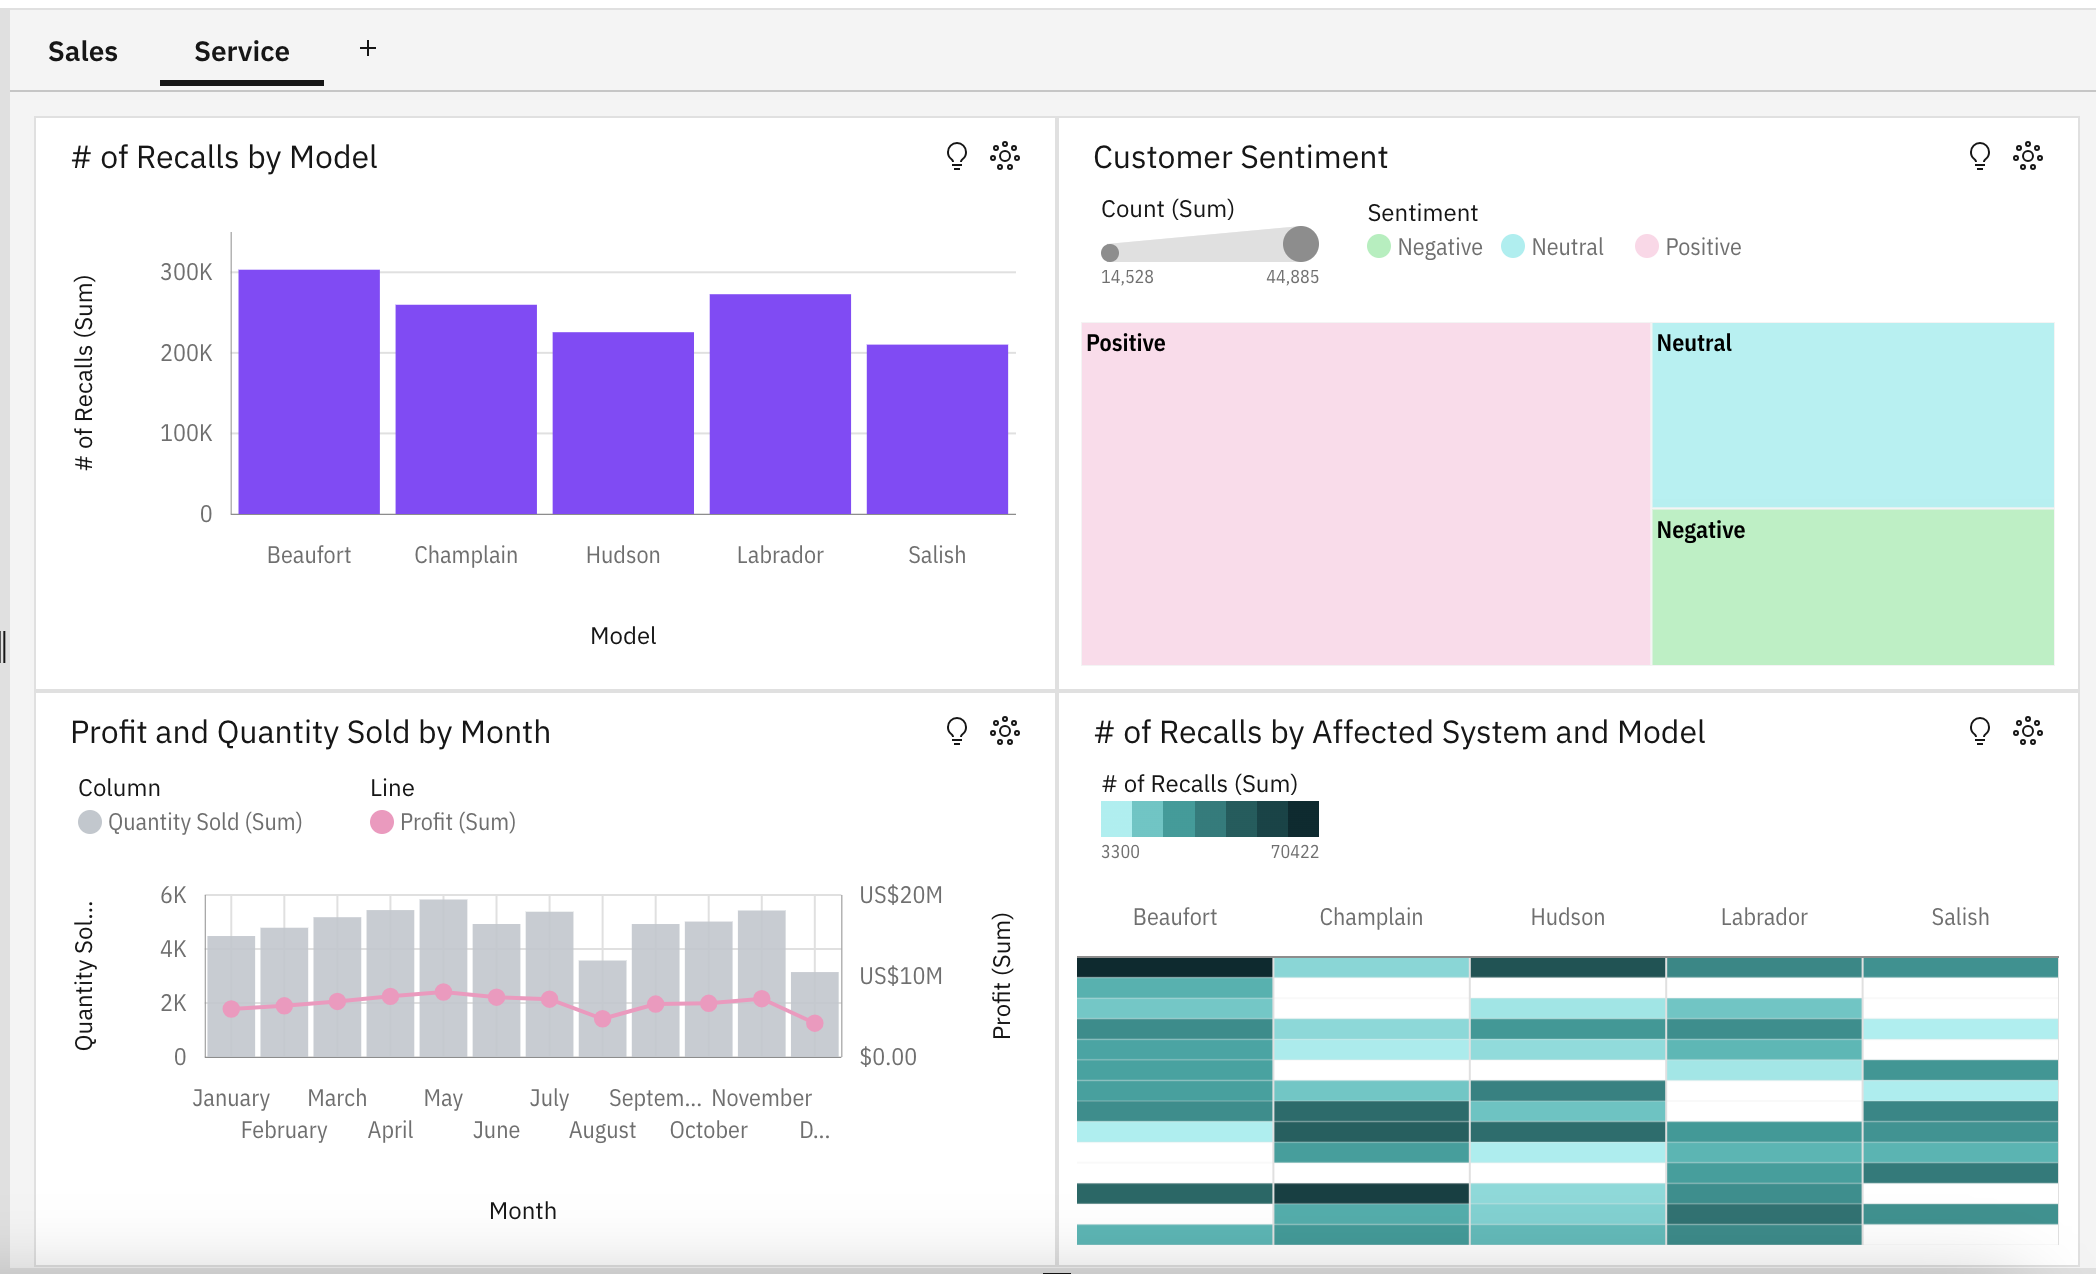 Sales Service +
# of Recalls by Model
# of Recalls (Sum)
300K
200K
100K
0
Beaufort Champlain Hudson Labrador Salish
Model
Customer Sentiment
Count (Sum)
14,528 44,885
Sentiment
Negative Neutral Positive
Positive
Neutral
Negative
Profit and Quantity Sold by Month
Column Line
Quantity Sold (Sum) Profit (Sum)
Quantity Sol...
6K
4K
2K
0
US$20M
US$10M
$0.00
Profit (Sum)
January March May July Septem... November
February April June August October D...
Month
# of Recalls by Affected System and Model
# of Recalls (Sum)
3300 70422
Beaufort Champlain Hudson Labrador Salish